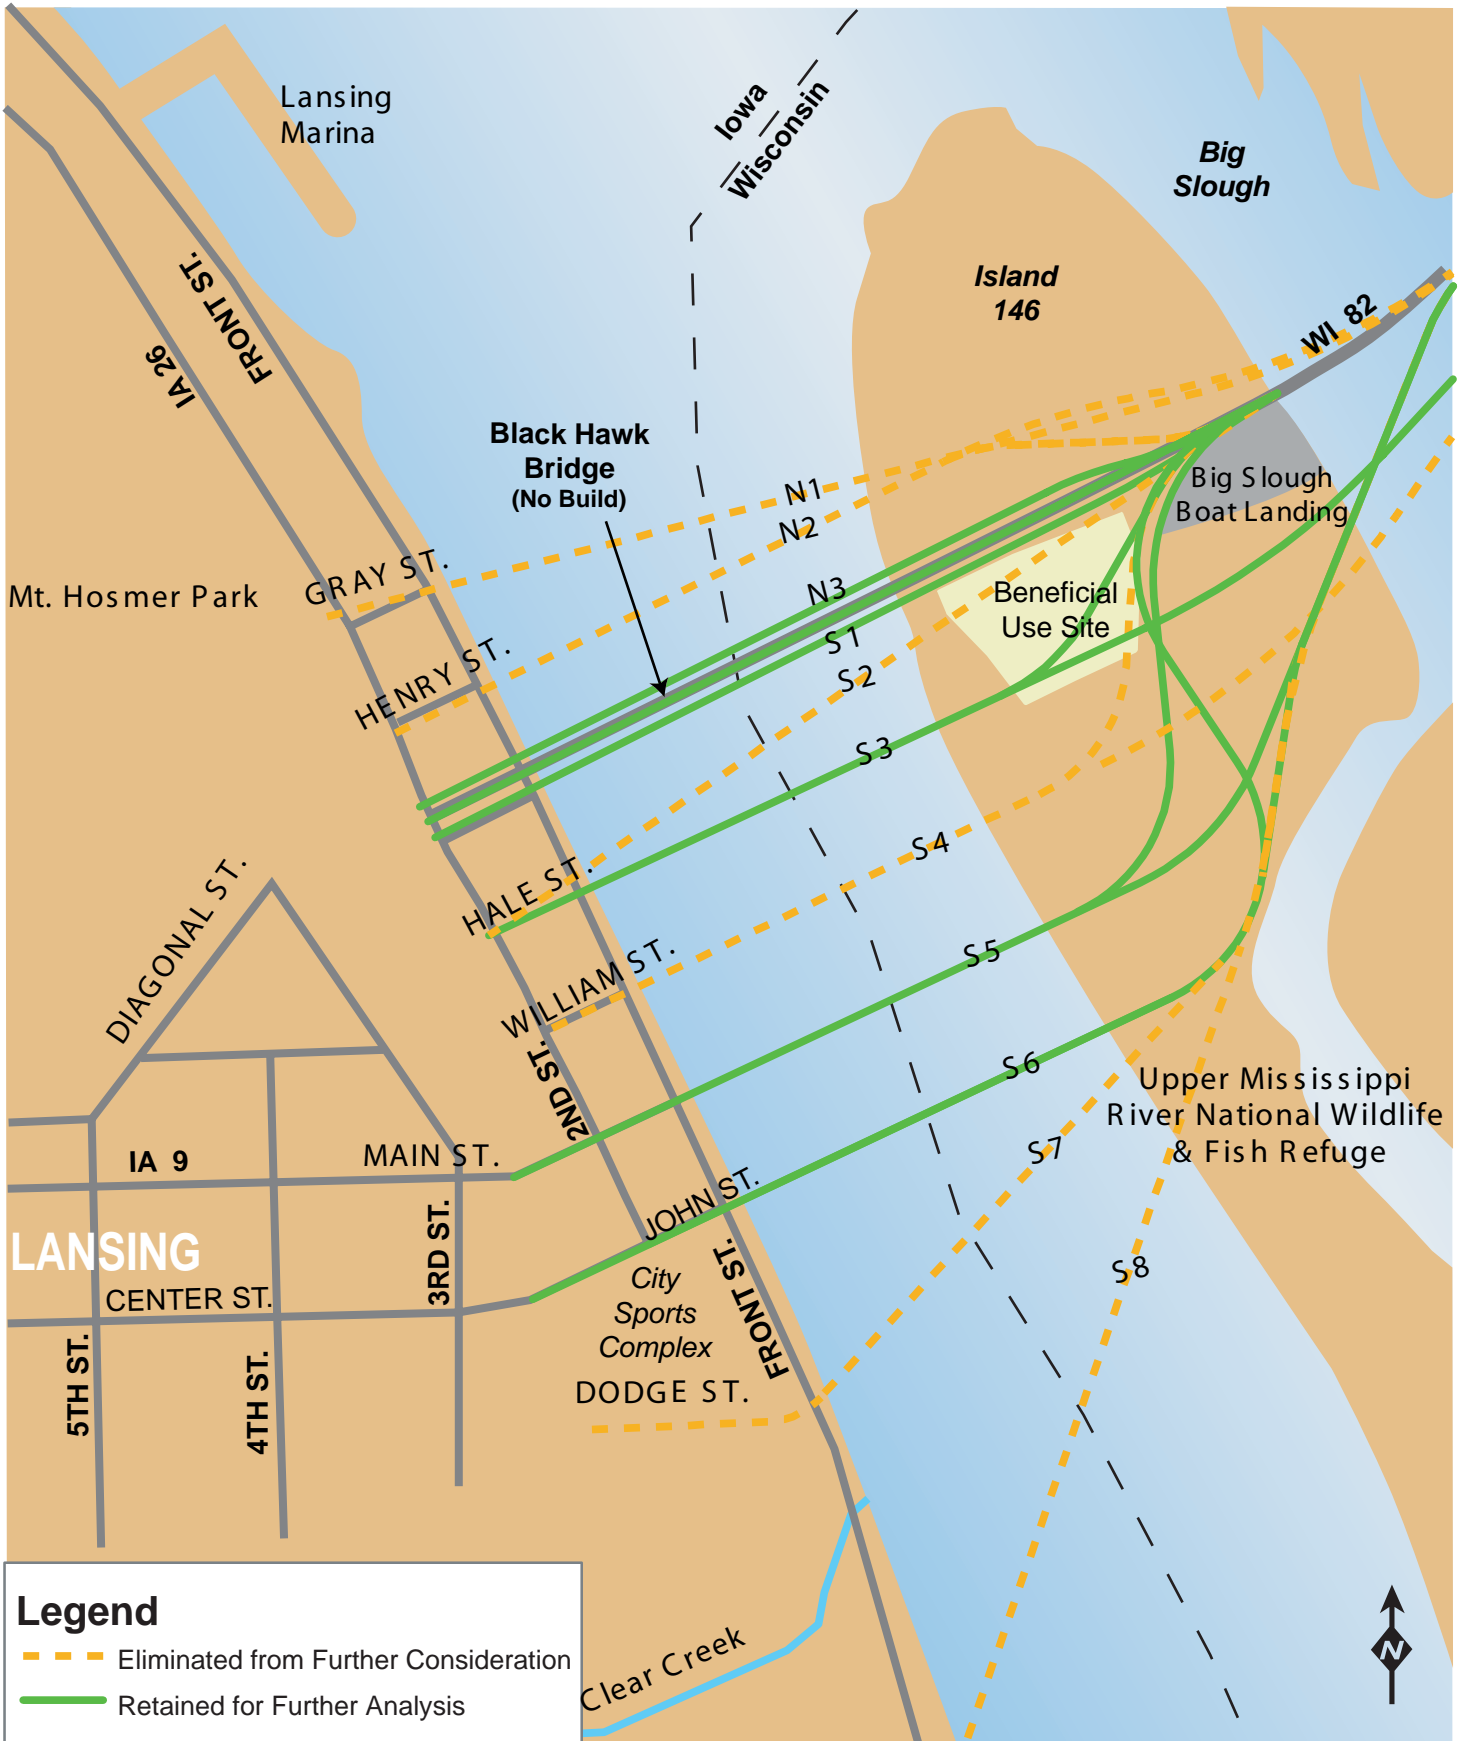 Lansing
Marina
Iowa
Wisconsin
Big
Slough
Island
146
WI 82
FRONT ST.
IA 26
Black Hawk
Bridge
(No Build)
N1
N2
N3
S1
S2
S3
S4
S5
S6
S7
S8
Big Slough
Boat Landing
Beneficial
Use Site
Mt. Hosmer Park
GRAY ST.
HENRY ST.
HALE ST.
WILLIAM ST.
DIAGONAL ST.
2ND ST.
MAIN ST.
IA 9
JOHN ST.
3RD ST.
LANSING
CENTER ST.
5TH ST.
4TH ST.
City
Sports
Complex
FRONT ST.
DODGE ST.
Upper Mississippi
River National Wildlife
& Fish Refuge
Clear Creek
N
Legend
Eliminated from Further Consideration
Retained for Further Analysis